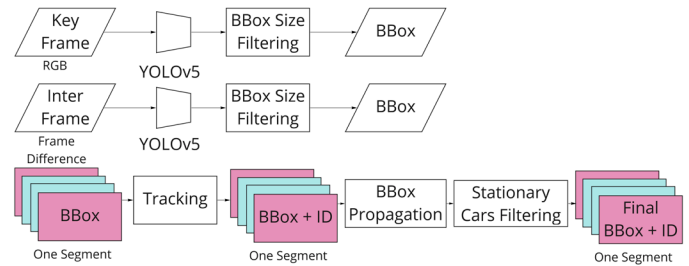 Key
Frame
RGB
YOLOv5
BBox Size
Filtering
BBox
Inter
Frame
Frame
Difference
YOLOv5
BBox Size
Filtering
BBox
BBox
One Segment
Tracking
BBox + ID
One Segment
BBox
Propagation
Stationary
Cars Filtering
Final
BBox + ID
One Segment